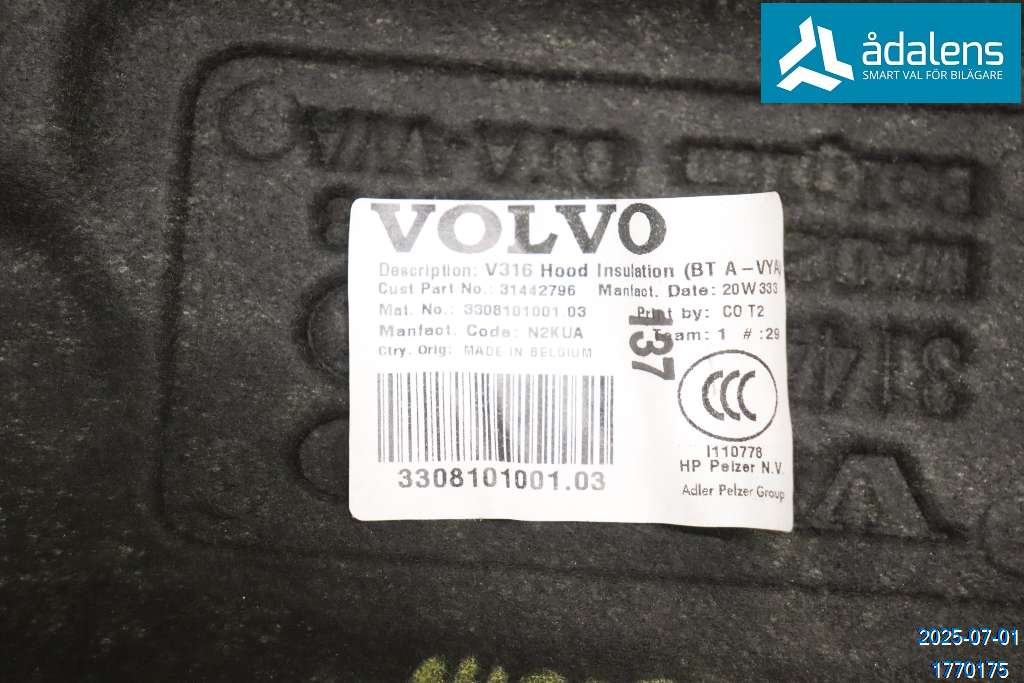 ådalens
SMART VAL FÖR BILÄGARE
VOLVO
Description: V316 Hood Insulation (BT A-VYA)
Cust Part No.: 31442796 Manfact. Date: 20W333
Mat. No.: 3308101001.03 Print by: CO T2
Manfact. Code: N2KUA Team: 1 # :29
Ctry. Orig: MADE IN BELGIUM
137
CCC
I110778
HP Pelzer N.V.
3308101001.03
Adler Pelzer Group
2025-07-01
1770175